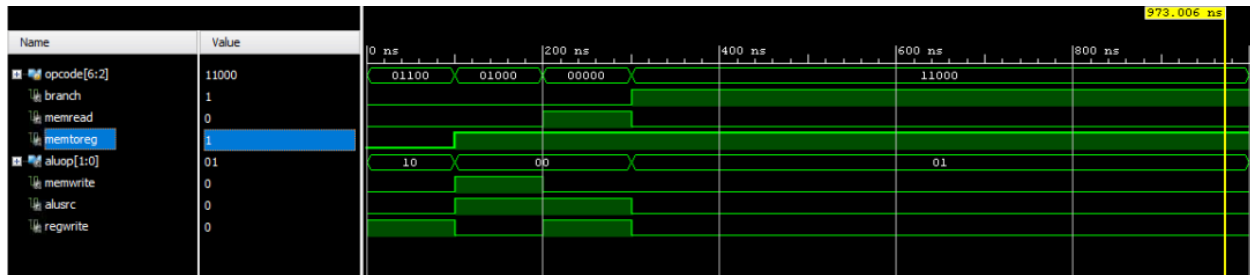 973.006 ns
Name Value
0 ns 200 ns 400 ns 600 ns 800 ns
opcode[6:2] 11000 01100 01000 00000 11000
branch 1
memread 0
memtoreg 1
aluop[1:0] 01 10 00 01
memwrite 0
alusrc 0
regwrite 0